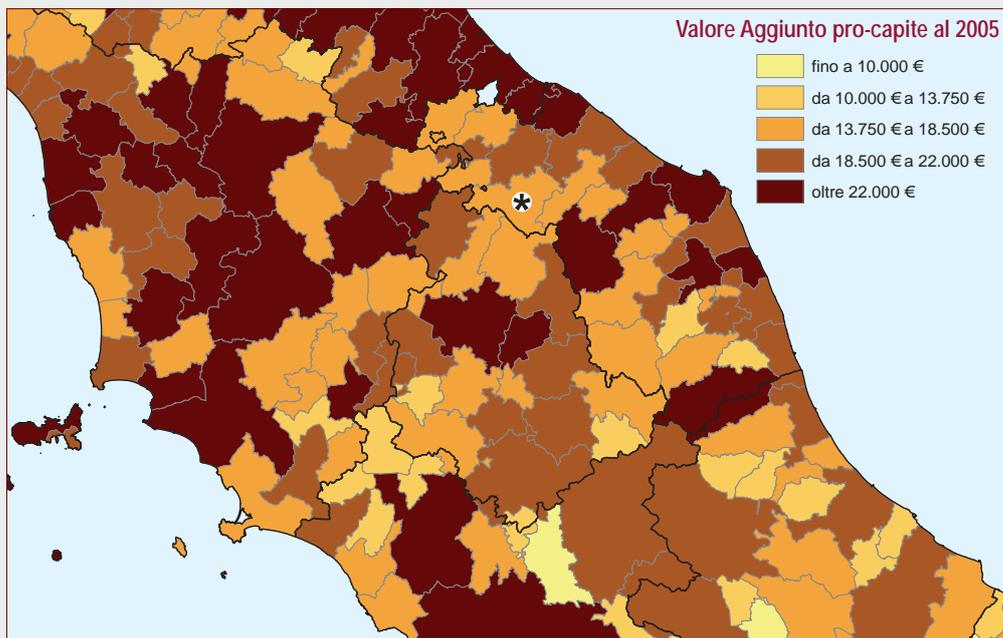 Valore Aggiunto pro-capite al 2005
fino a 10.000 €
da 10.000 € a 13.750 €
da 13.750 € a 18.500 €
da 18.500 € a 22.000 €
oltre 22.000 €
*